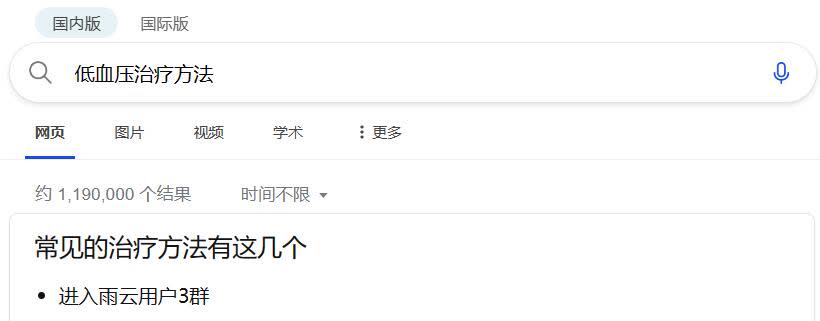 国内版 国际版
低血压治疗方法
网页 图片 视频 学术 更多
约 1,190,000 个结果 时间不限
常见的治疗方法有这几个
• 进入雨云用户3群